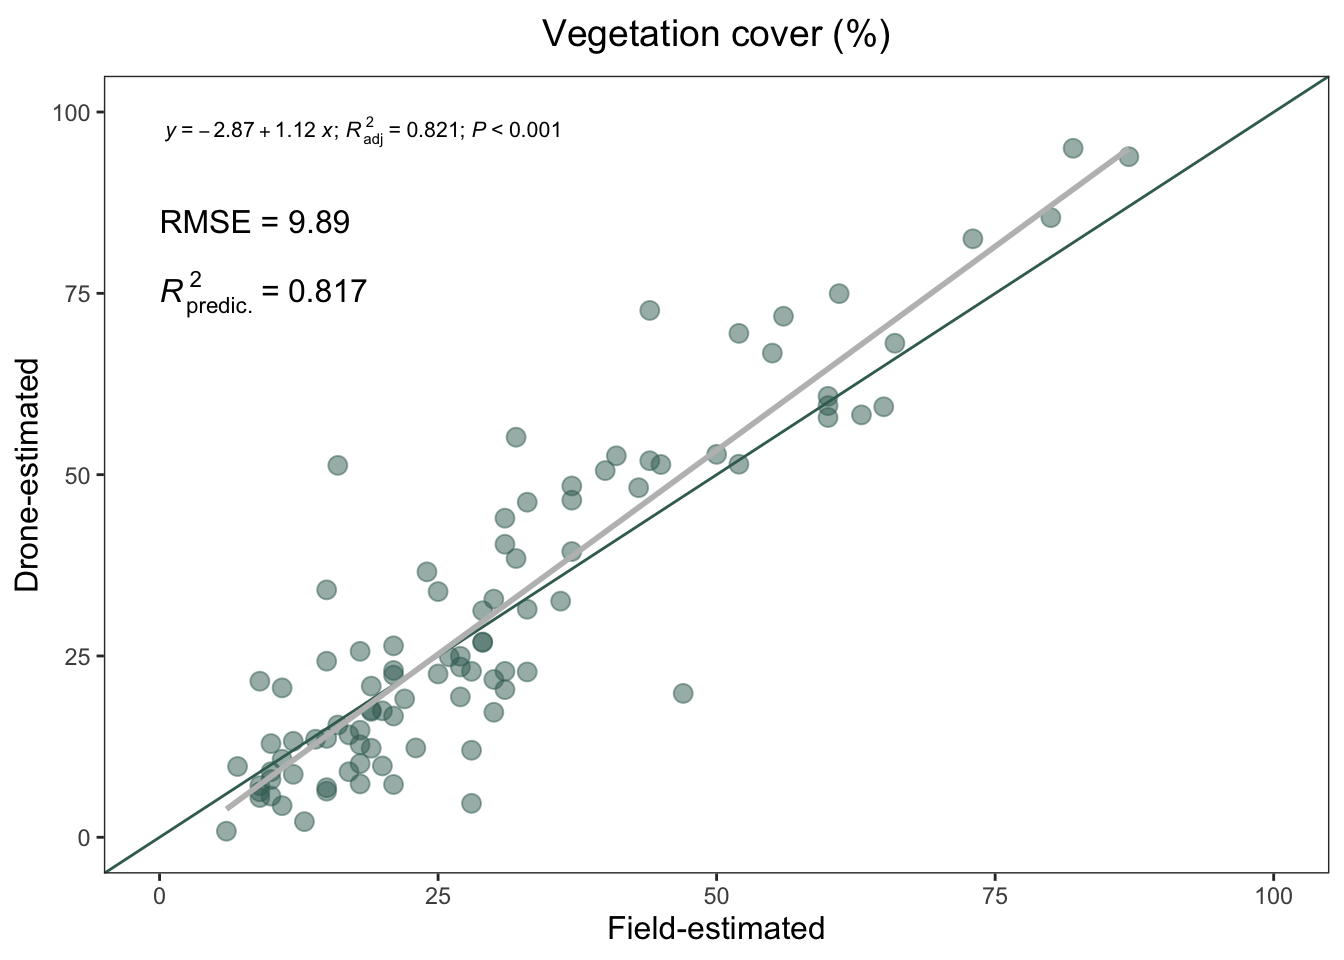 Vegetation cover (%)
y = −2.87 + 1.12 x; R²adj = 0.821; P < 0.001
RMSE = 9.89
R²predic. = 0.817
100
75
50
25
0
Drone-estimated
0 25 50 75 100
Field-estimated